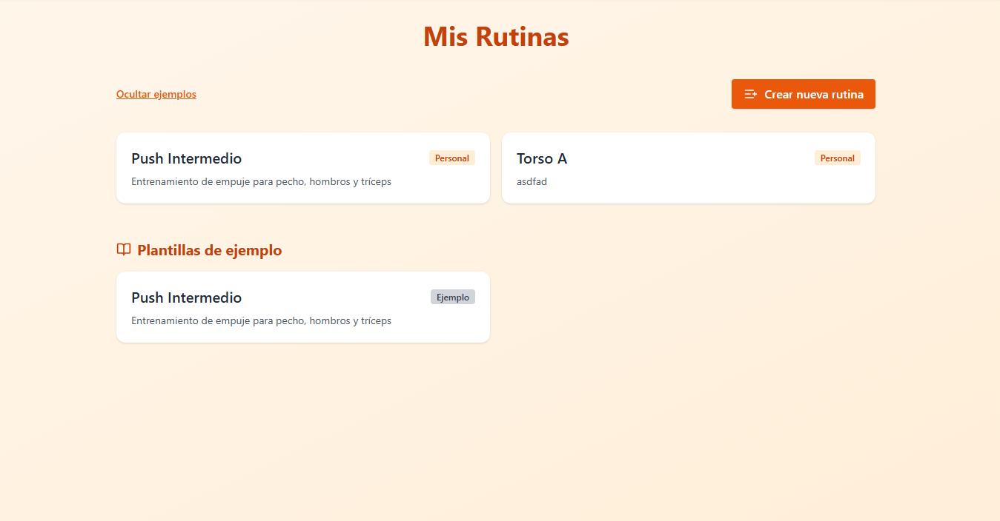 Mis Rutinas
Ocultar ejemplos
Crear nueva rutina
Push Intermedio
Personal
Entrenamiento de empuje para pecho, hombros y tríceps
Torso A
Personal
asdfad
Plantillas de ejemplo
Push Intermedio
Ejemplo
Entrenamiento de empuje para pecho, hombros y tríceps